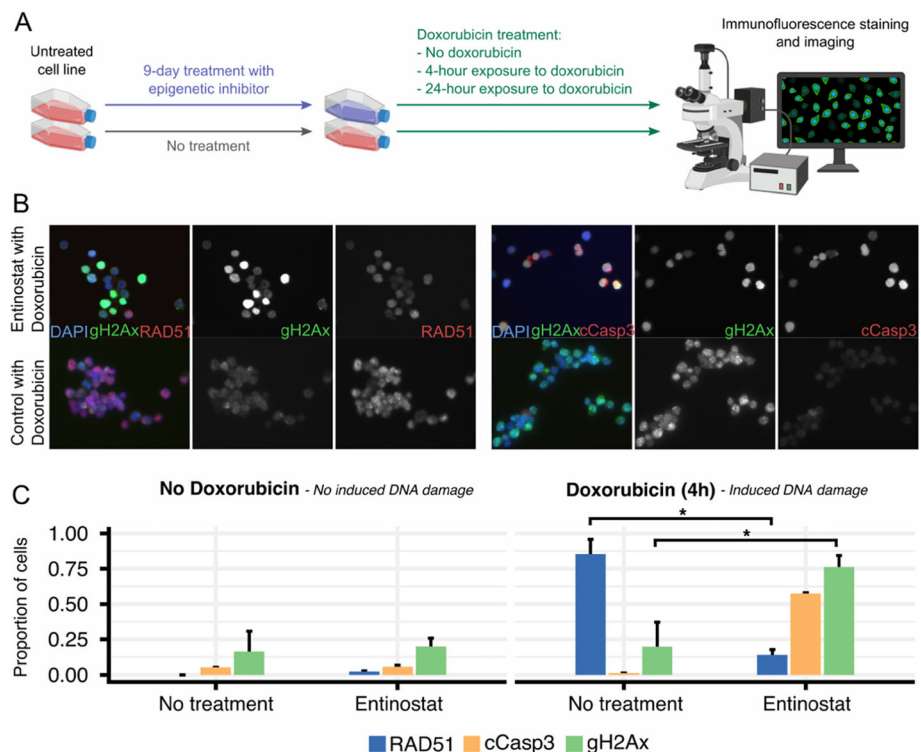 A
Untreated
cell line
9-day treatment with
epigenetic inhibitor
No treatment
Doxorubicin treatment:
- No doxorubicin
- 4-hour exposure to doxorubicin
- 24-hour exposure to doxorubicin
Immunofluorescence staining
and imaging
B
Entinostat with
Doxorubicin
DAPI gH2Ax RAD51
gH2Ax
RAD51
DAPI gH2Ax cCasp3
gH2Ax
cCasp3
Control with
Doxorubicin
C
No Doxorubicin - No induced DNA damage
Doxorubicin (4h) - Induced DNA damage
*
*
Proportion of cells
1.00
0.75
0.50
0.25
0.00
No treatment
Entinostat
No treatment
Entinostat
RAD51 cCasp3 gH2Ax